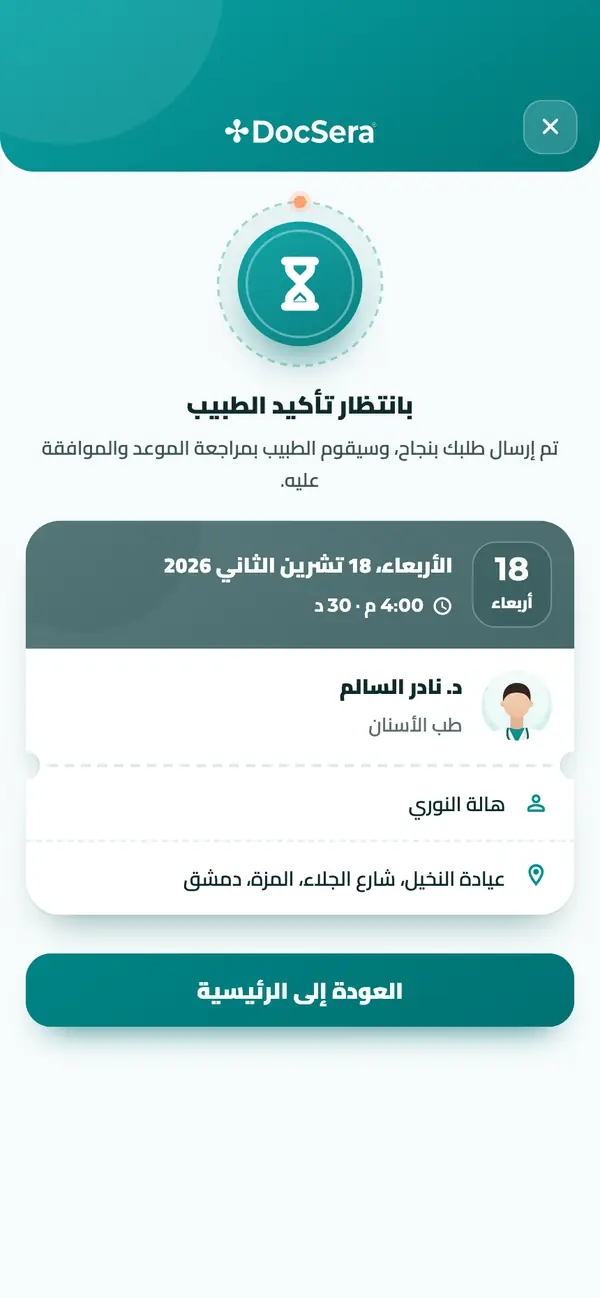 DocSera
بانتظار تأكيد الطبيب
تم إرسال طلبك بنجاح، وسيقوم الطبيب بمراجعة الموعد والموافقة
عليه.
18
أربعاء
الأربعاء، 18 تشرين الثاني 2026
4:00 م · 30 د
د. نادر السالم
طب الأسنان
هالة النوري
عيادة النخيل، شارع الجلاء، المزة، دمشق
العودة إلى الرئيسية